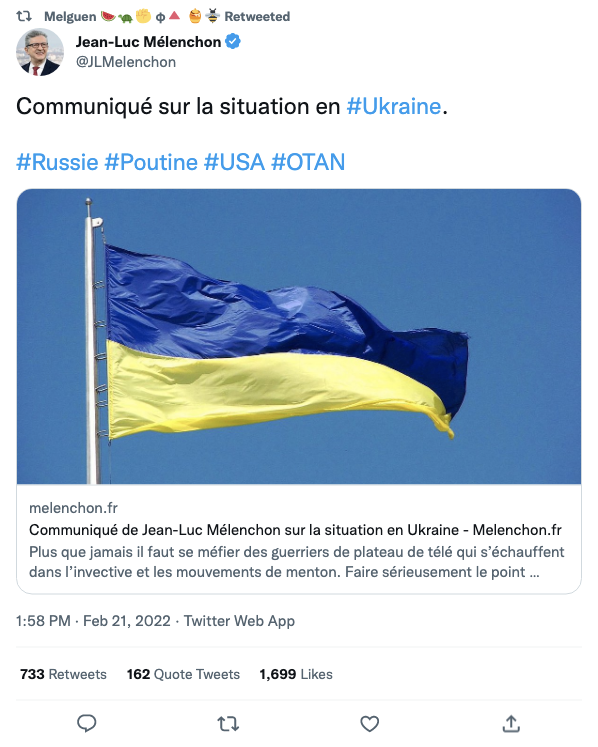 Melguen 🍉🐢✊ф🔺 🍯🐝 Retweeted
Jean-Luc Mélenchon
@JLMelenchon
Communiqué sur la situation en #Ukraine.
#Russie #Poutine #USA #OTAN
melenchon.fr
Communiqué de Jean-Luc Mélenchon sur la situation en Ukraine - Melenchon.fr
Plus que jamais il faut se méfier des guerriers de plateau de télé qui s’échauffent
dans l’invective et les mouvements de menton. Faire sérieusement le point ...
1:58 PM · Feb 21, 2022 · Twitter Web App
733 Retweets 162 Quote Tweets 1,699 Likes